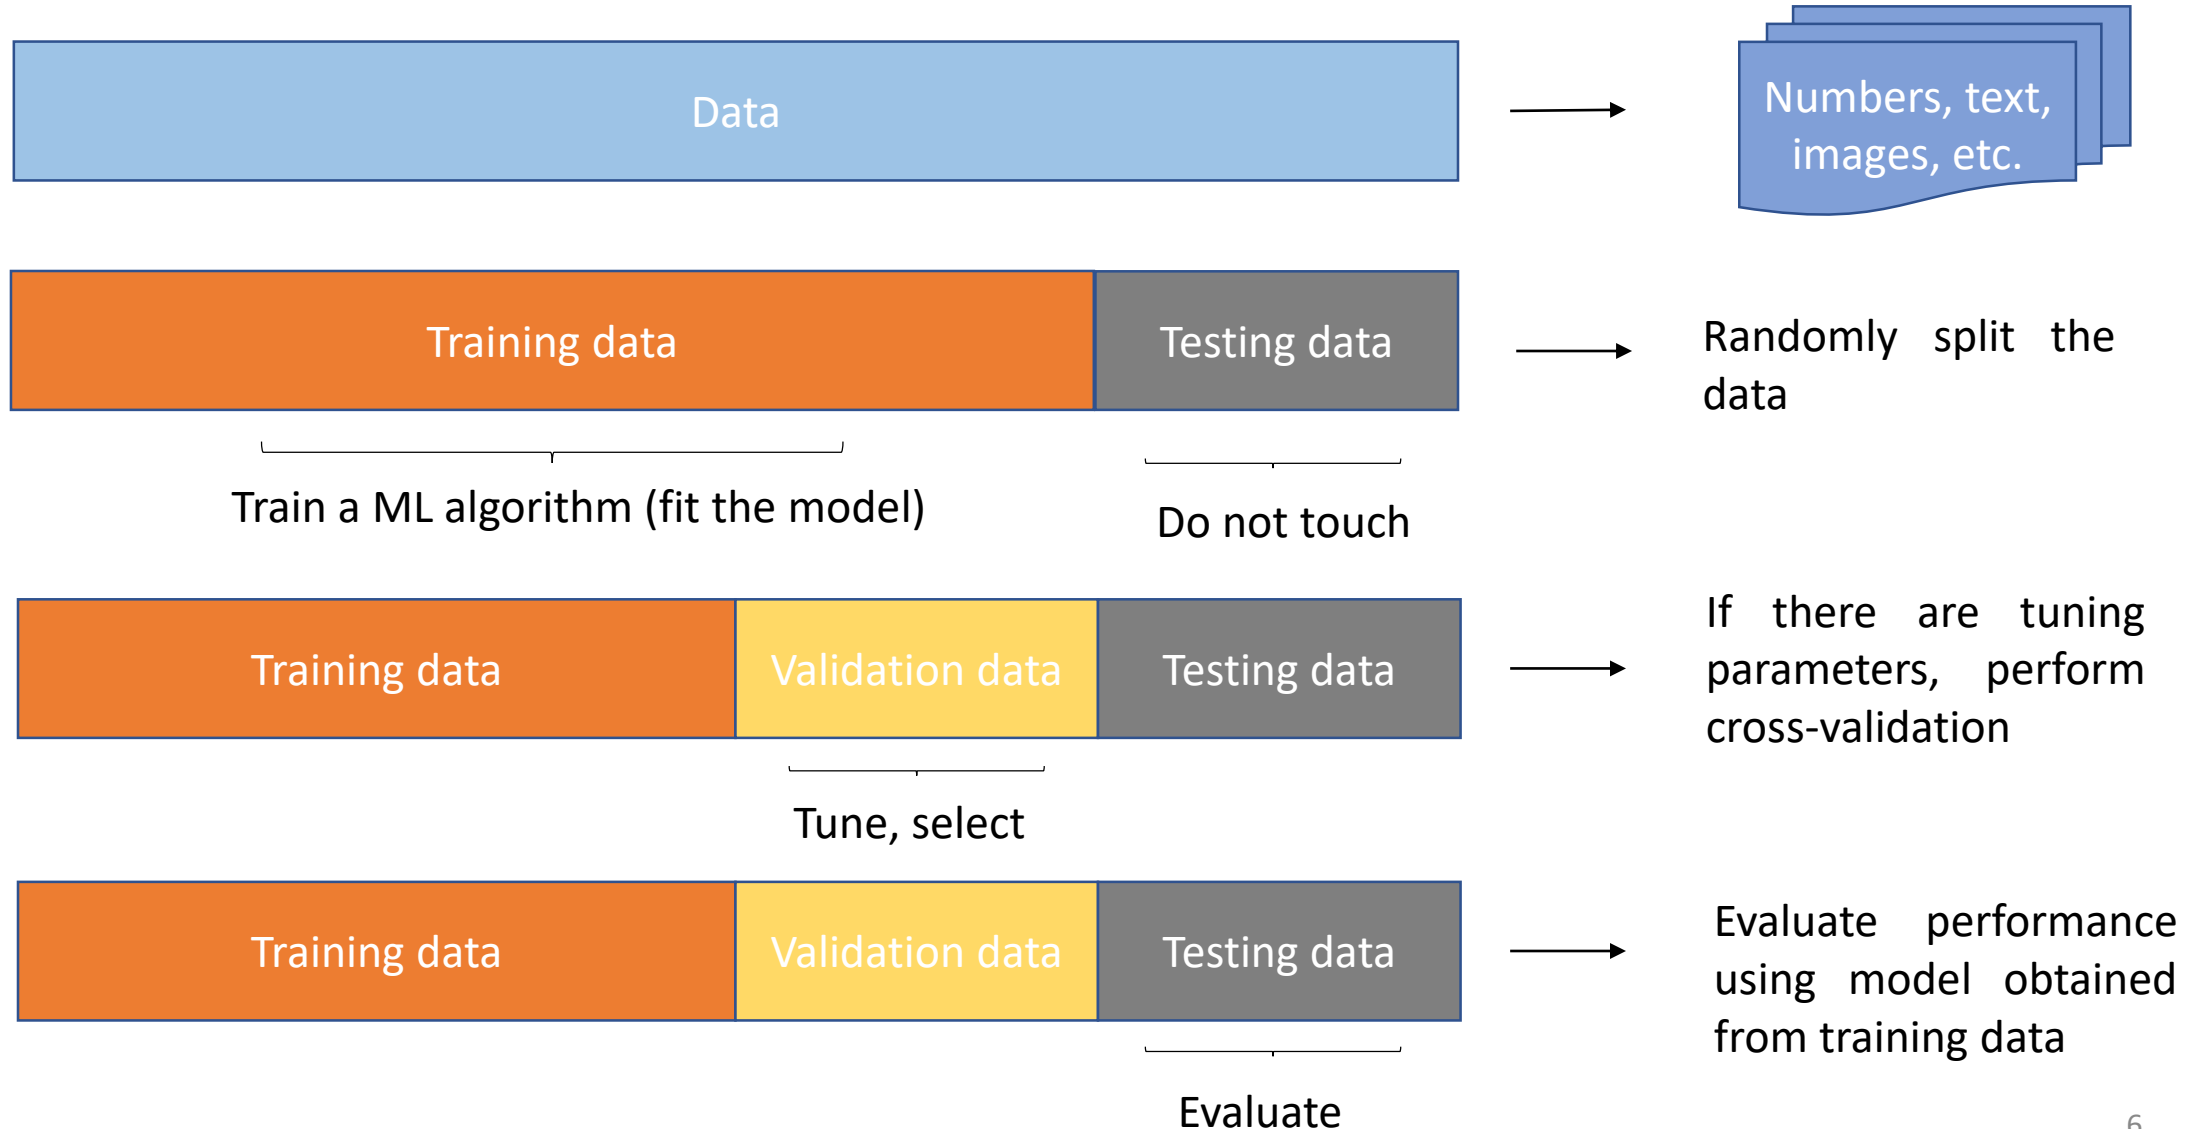 Data
Numbers, text,
images, etc.
Training data
Testing data
Randomly split the
data
Train a ML algorithm (fit the model)
Do not touch
Training data
Validation data
Testing data
If there are tuning
parameters, perform
cross-validation
Tune, select
Training data
Validation data
Testing data
Evaluate performance
using model obtained
from training data
Evaluate
6